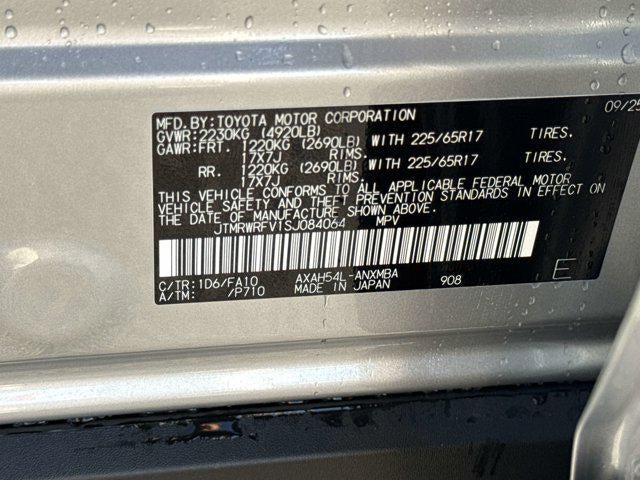 MFD. BY: TOYOTA MOTOR CORPORATION 09/25
GVWR: 2230KG (4920LB)
GAWR: FRT. 1220KG (2690LB) WITH 225/65R17 TIRES.
17X7J RIMS.
RR. 1220KG (2690LB) WITH 225/65R17 TIRES.
17X7J RIMS.
THIS VEHICLE CONFORMS TO ALL APPLICABLE FEDERAL MOTOR
VEHICLE SAFETY AND THEFT PREVENTION STANDARDS IN EFFECT ON
THE DATE OF MANUFACTURE SHOWN ABOVE.
JTMRWRFV1SJ084064 MPV
C/TR: 1D6/FA10 AXAH54L-ANXMBA
A/TM: /P710 MADE IN JAPAN 908 E